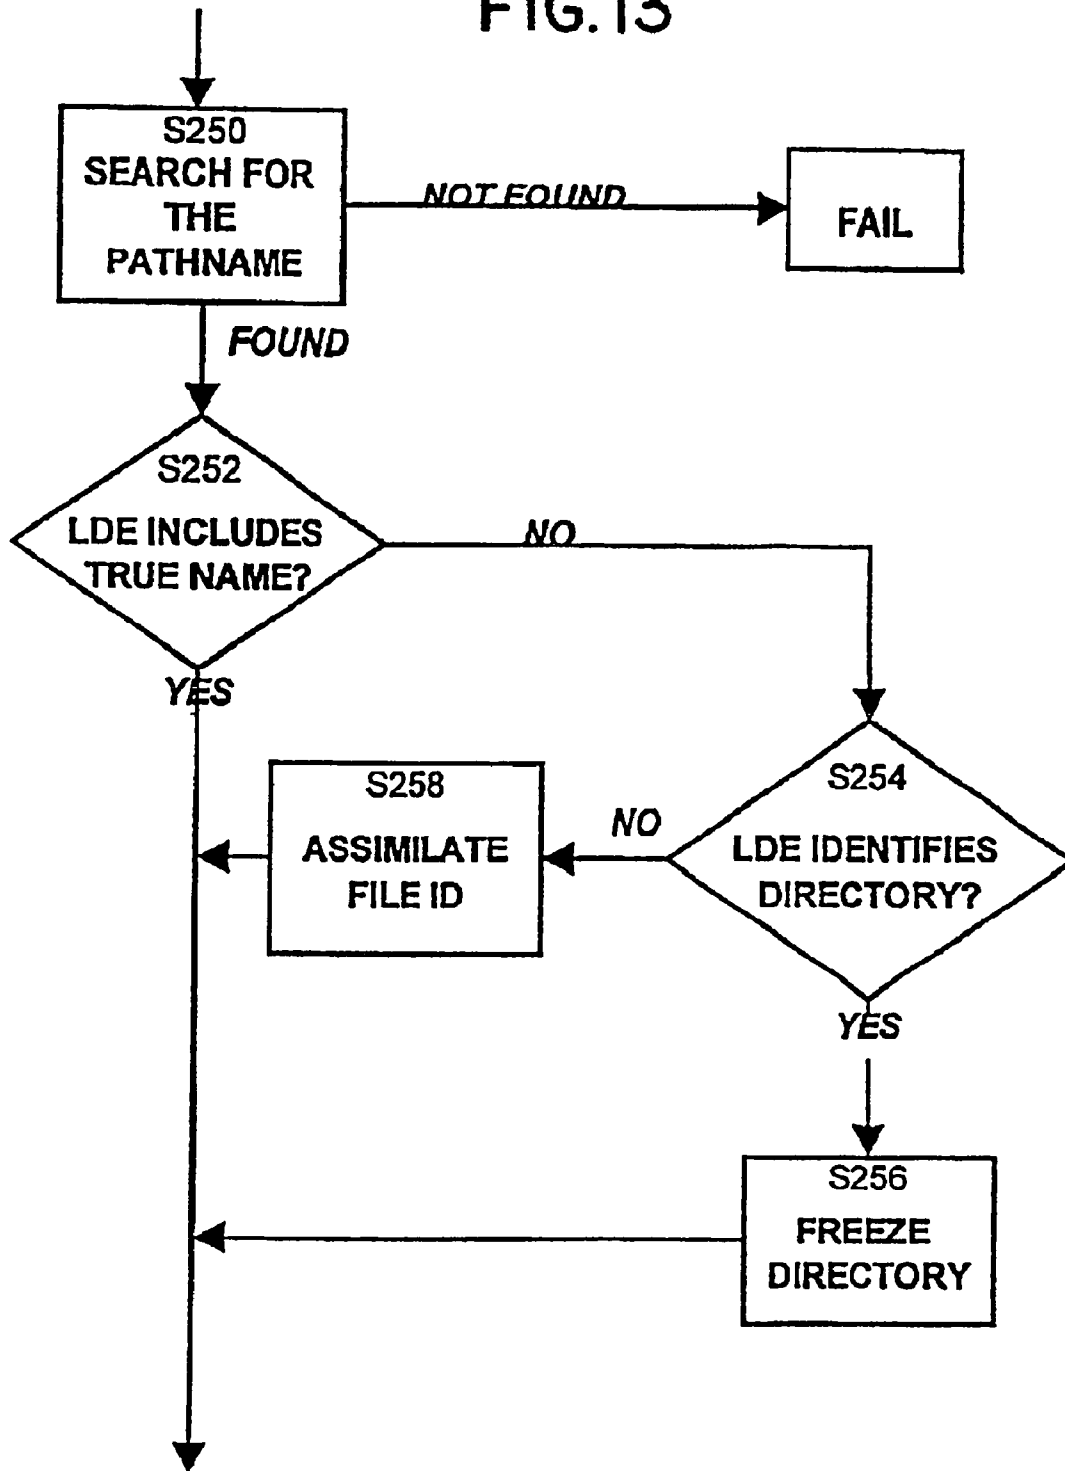 FIG. 13
S250
SEARCH FOR
THE
PATHNAME
NOT FOUND
FAIL
FOUND
S252
LDE INCLUDES
TRUE NAME?
NO
YES
S254
LDE IDENTIFIES
DIRECTORY?
NO
S258
ASSIMILATE
FILE ID
YES
S256
FREEZE
DIRECTORY